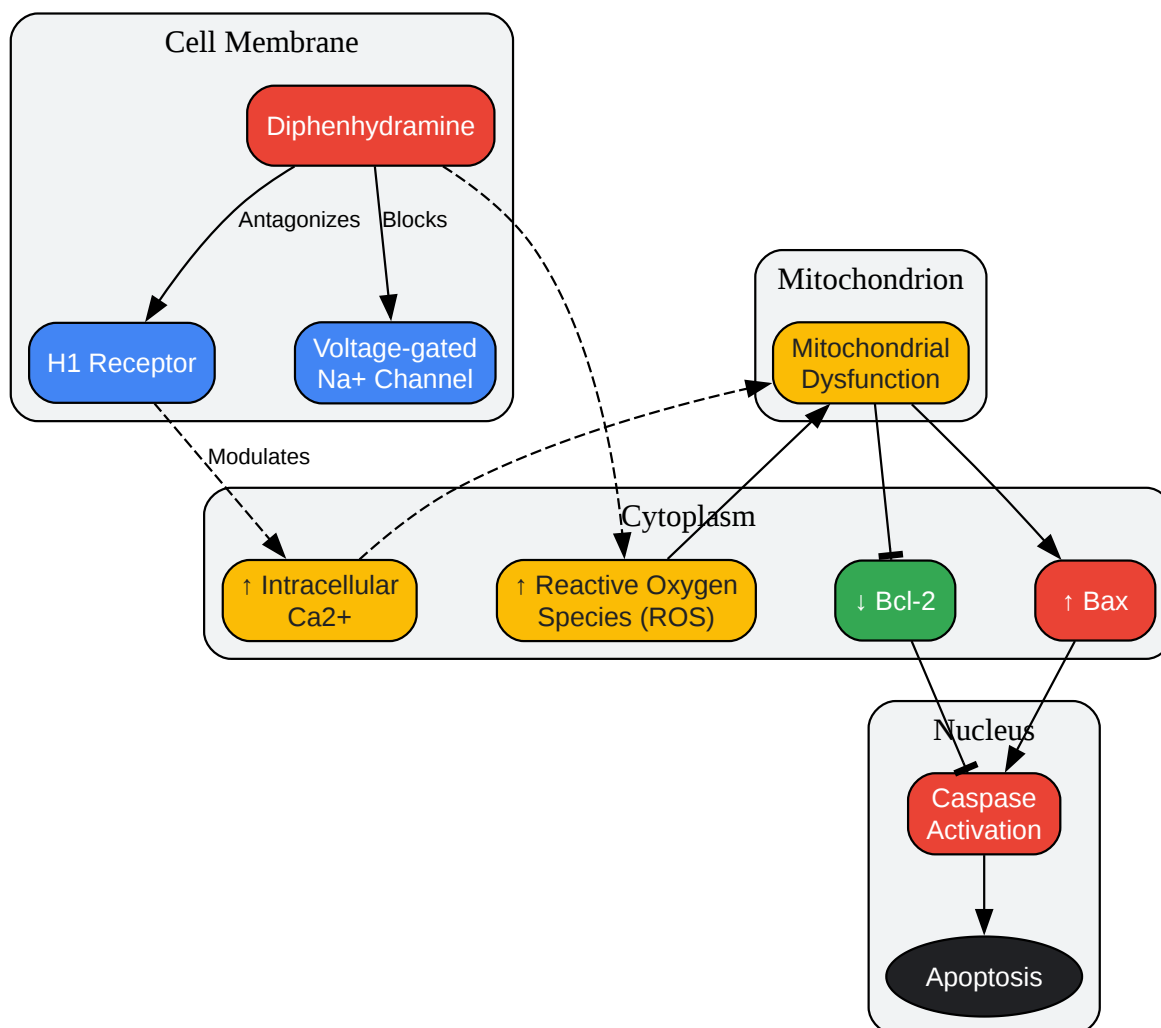 Cell Membrane
Diphenhydramine
Antagonizes
Blocks
H1 Receptor
Voltage-gated
Na+ Channel
Mitochondrion
Mitochondrial
Dysfunction
Modulates
Cytoplasm
↑ Intracellular
Ca2+
↑ Reactive Oxygen
Species (ROS)
↓ Bcl-2
↑ Bax
Nucleus
Caspase
Activation
Apoptosis